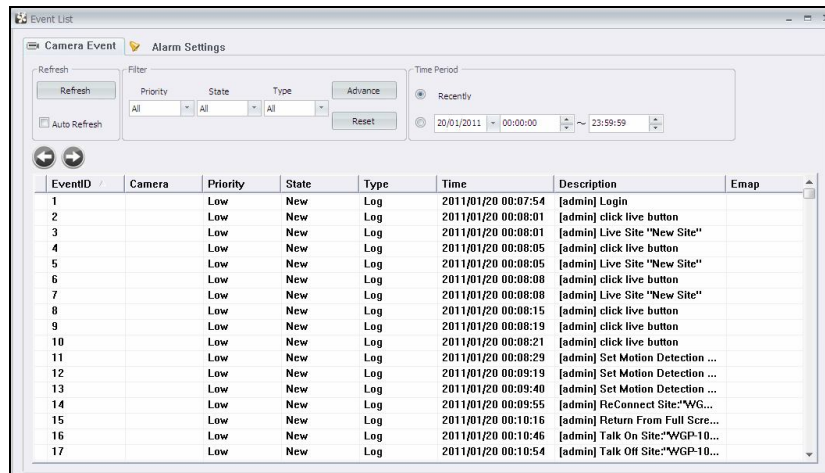 Event List
Camera Event Alarm Settings
Refresh Filter Time Period
Refresh Priority State Type Advance Recently
All All All
Auto Refresh Reset 20/01/2011 00:00:00 ~ 23:59:59
EventID Camera Priority State Type Time Description Emap
1 Low New Log 2011/01/20 00:07:54 [admin] Login
2 Low New Log 2011/01/20 00:08:01 [admin] click live button
3 Low New Log 2011/01/20 00:08:01 [admin] Live Site "New Site"
4 Low New Log 2011/01/20 00:08:05 [admin] click live button
5 Low New Log 2011/01/20 00:08:05 [admin] Live Site "New Site"
6 Low New Log 2011/01/20 00:08:08 [admin] click live button
7 Low New Log 2011/01/20 00:08:08 [admin] Live Site "New Site"
8 Low New Log 2011/01/20 00:08:15 [admin] click live button
9 Low New Log 2011/01/20 00:08:19 [admin] click live button
10 Low New Log 2011/01/20 00:08:21 [admin] click live button
11 Low New Log 2011/01/20 00:08:29 [admin] Set Motion Detection ...
12 Low New Log 2011/01/20 00:09:19 [admin] Set Motion Detection ...
13 Low New Log 2011/01/20 00:09:40 [admin] Set Motion Detection ...
14 Low New Log 2011/01/20 00:09:55 [admin] ReConnect Site:"WG...
15 Low New Log 2011/01/20 00:10:16 [admin] Return From Full Scre...
16 Low New Log 2011/01/20 00:10:46 [admin] Talk On Site:"WGP-10...
17 Low New Log 2011/01/20 00:10:54 [admin] Talk Off Site:"WGP-10...